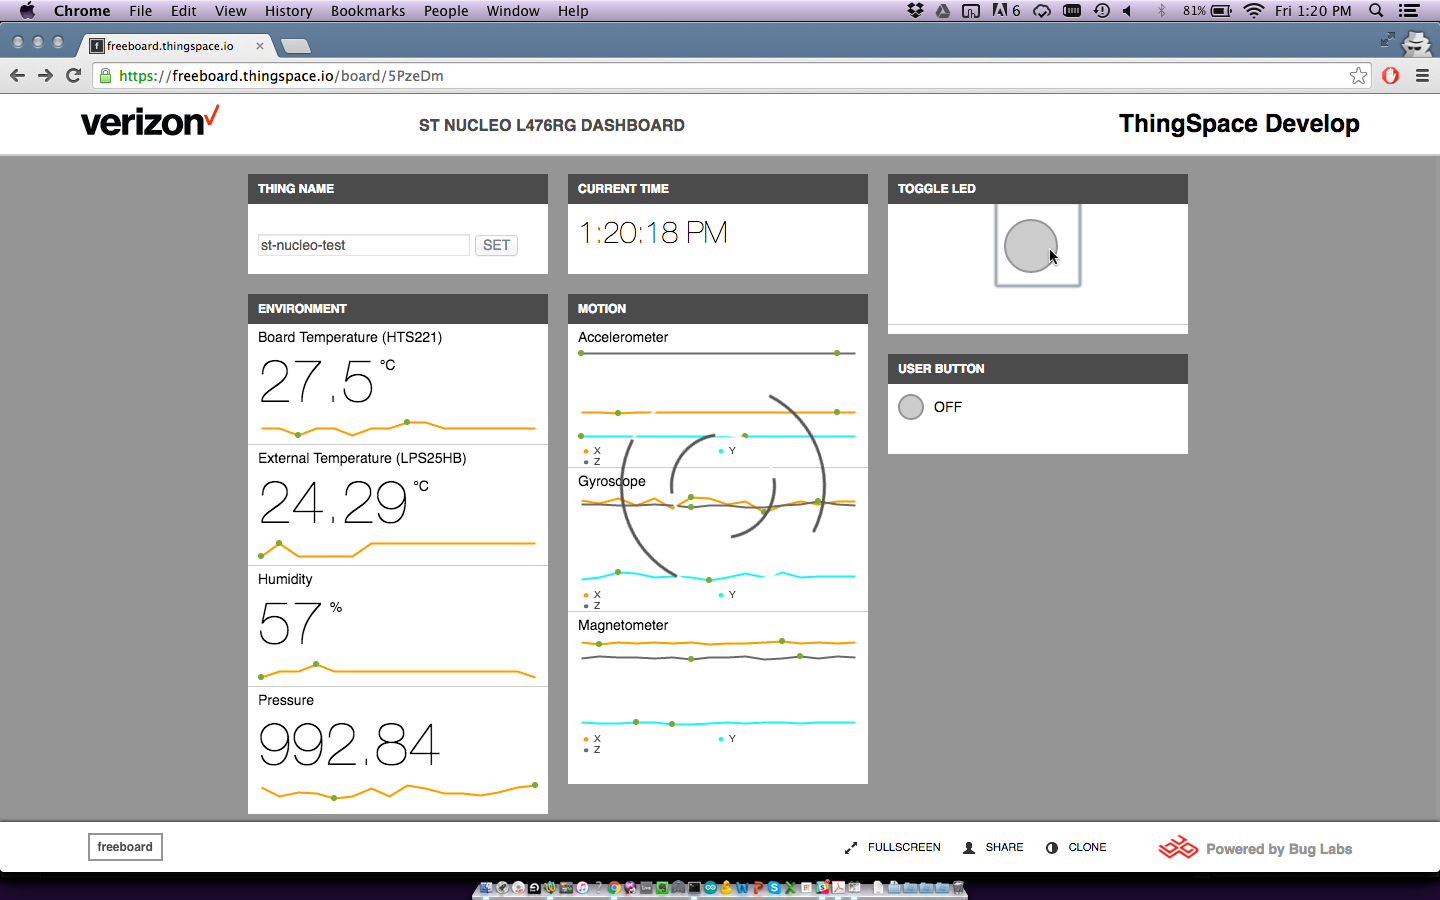 Chrome File Edit View History Bookmarks People Window Help 6 81% Fri 1:20 PM
freeboard.thingspace.io
https://freeboard.thingspace.io/board/5PzeDm
verizon
ST NUCLEO L476RG DASHBOARD
ThingSpace Develop
THING NAME
st-nucleo-test SET
CURRENT TIME
1:20:18 PM
TOGGLE LED
USER BUTTON
OFF
ENVIRONMENT
Board Temperature (HTS221)
27.5 °C
External Temperature (LPS25HB)
24.29 °C
Humidity
57 %
Pressure
992.84
MOTION
Accelerometer
X Y
Z
Gyroscope
X Y
Z
Magnetometer
X Y
Z
freeboard
FULLSCREEN SHARE CLONE
Powered by Bug Labs